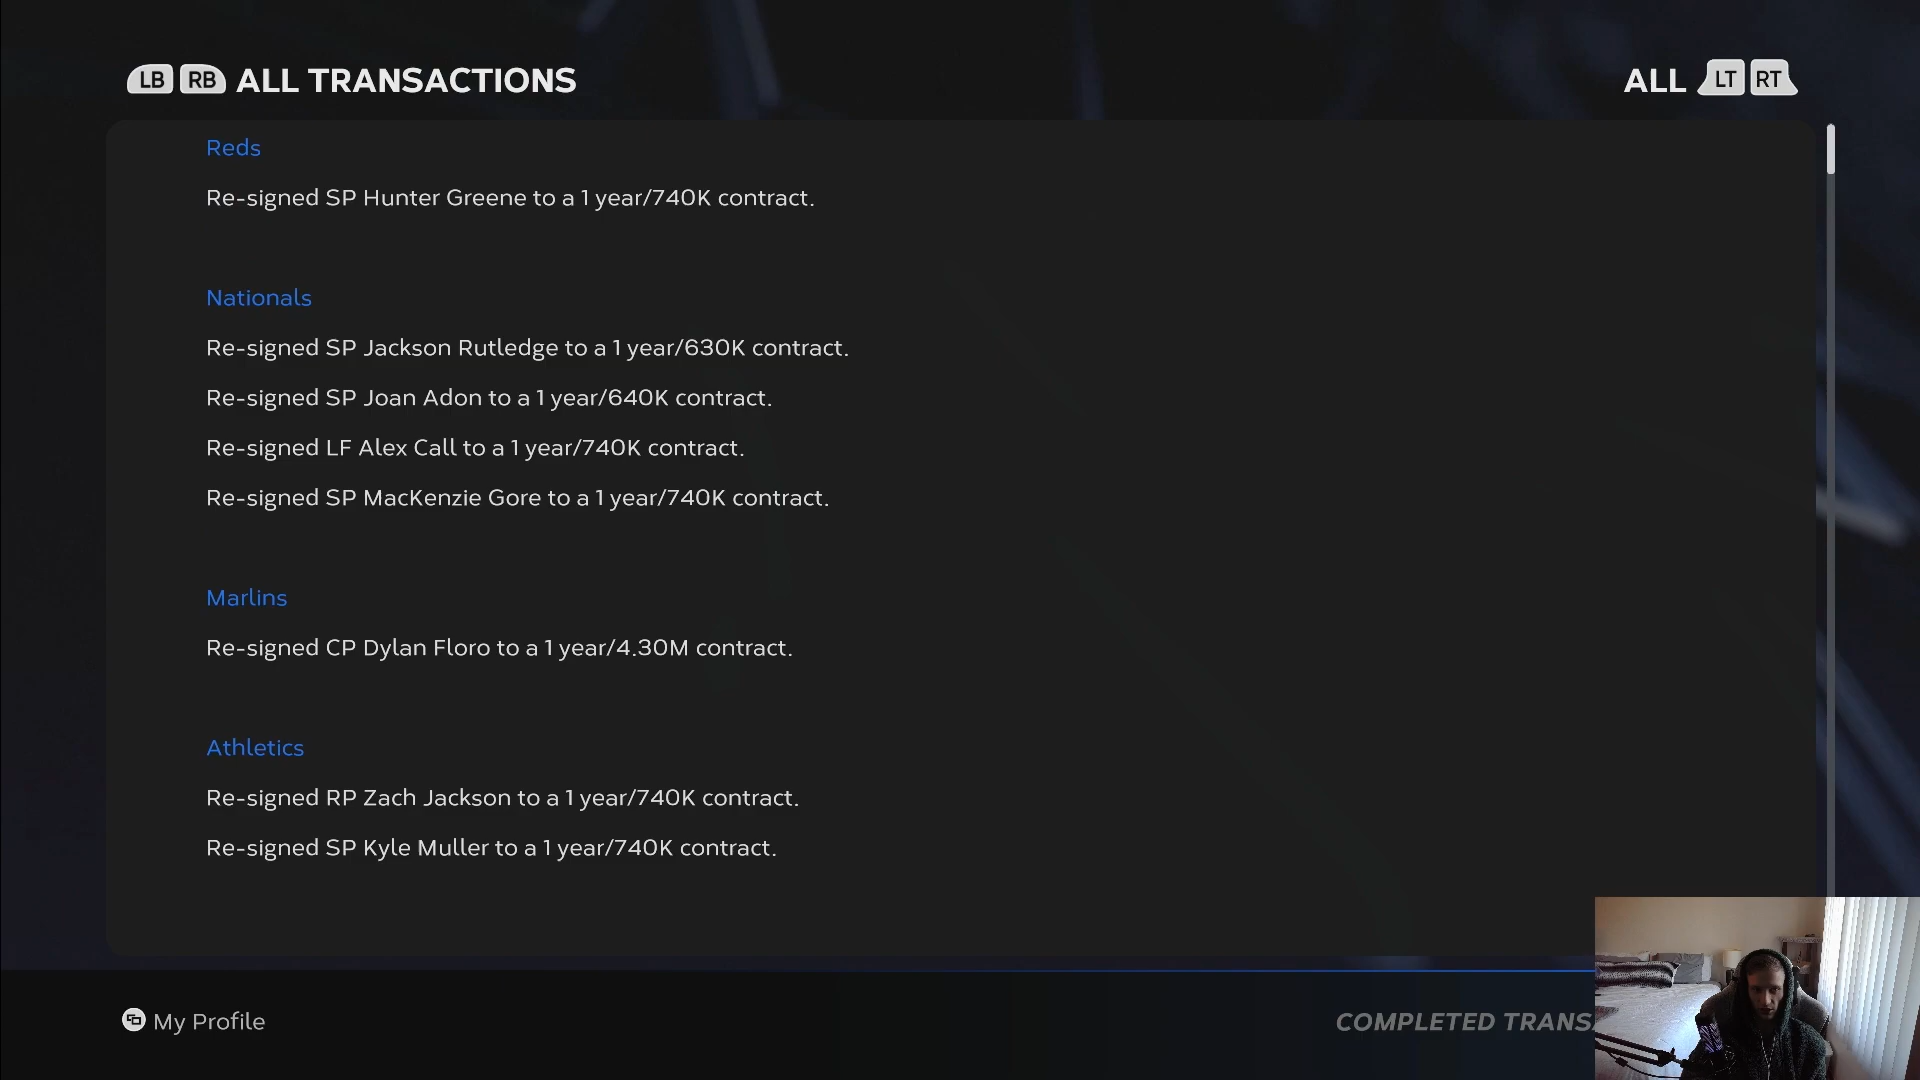 LB RB ALL TRANSACTIONS
ALL LT RT
Reds
Re-signed SP Hunter Greene to a 1 year/740K contract.
Nationals
Re-signed SP Jackson Rutledge to a 1 year/630K contract.
Re-signed SP Joan Adon to a 1 year/640K contract.
Re-signed LF Alex Call to a 1 year/740K contract.
Re-signed SP MacKenzie Gore to a 1 year/740K contract.
Marlins
Re-signed CP Dylan Floro to a 1 year/4.30M contract.
Athletics
Re-signed RP Zach Jackson to a 1 year/740K contract.
Re-signed SP Kyle Muller to a 1 year/740K contract.
My Profile
COMPLETED TRANSA